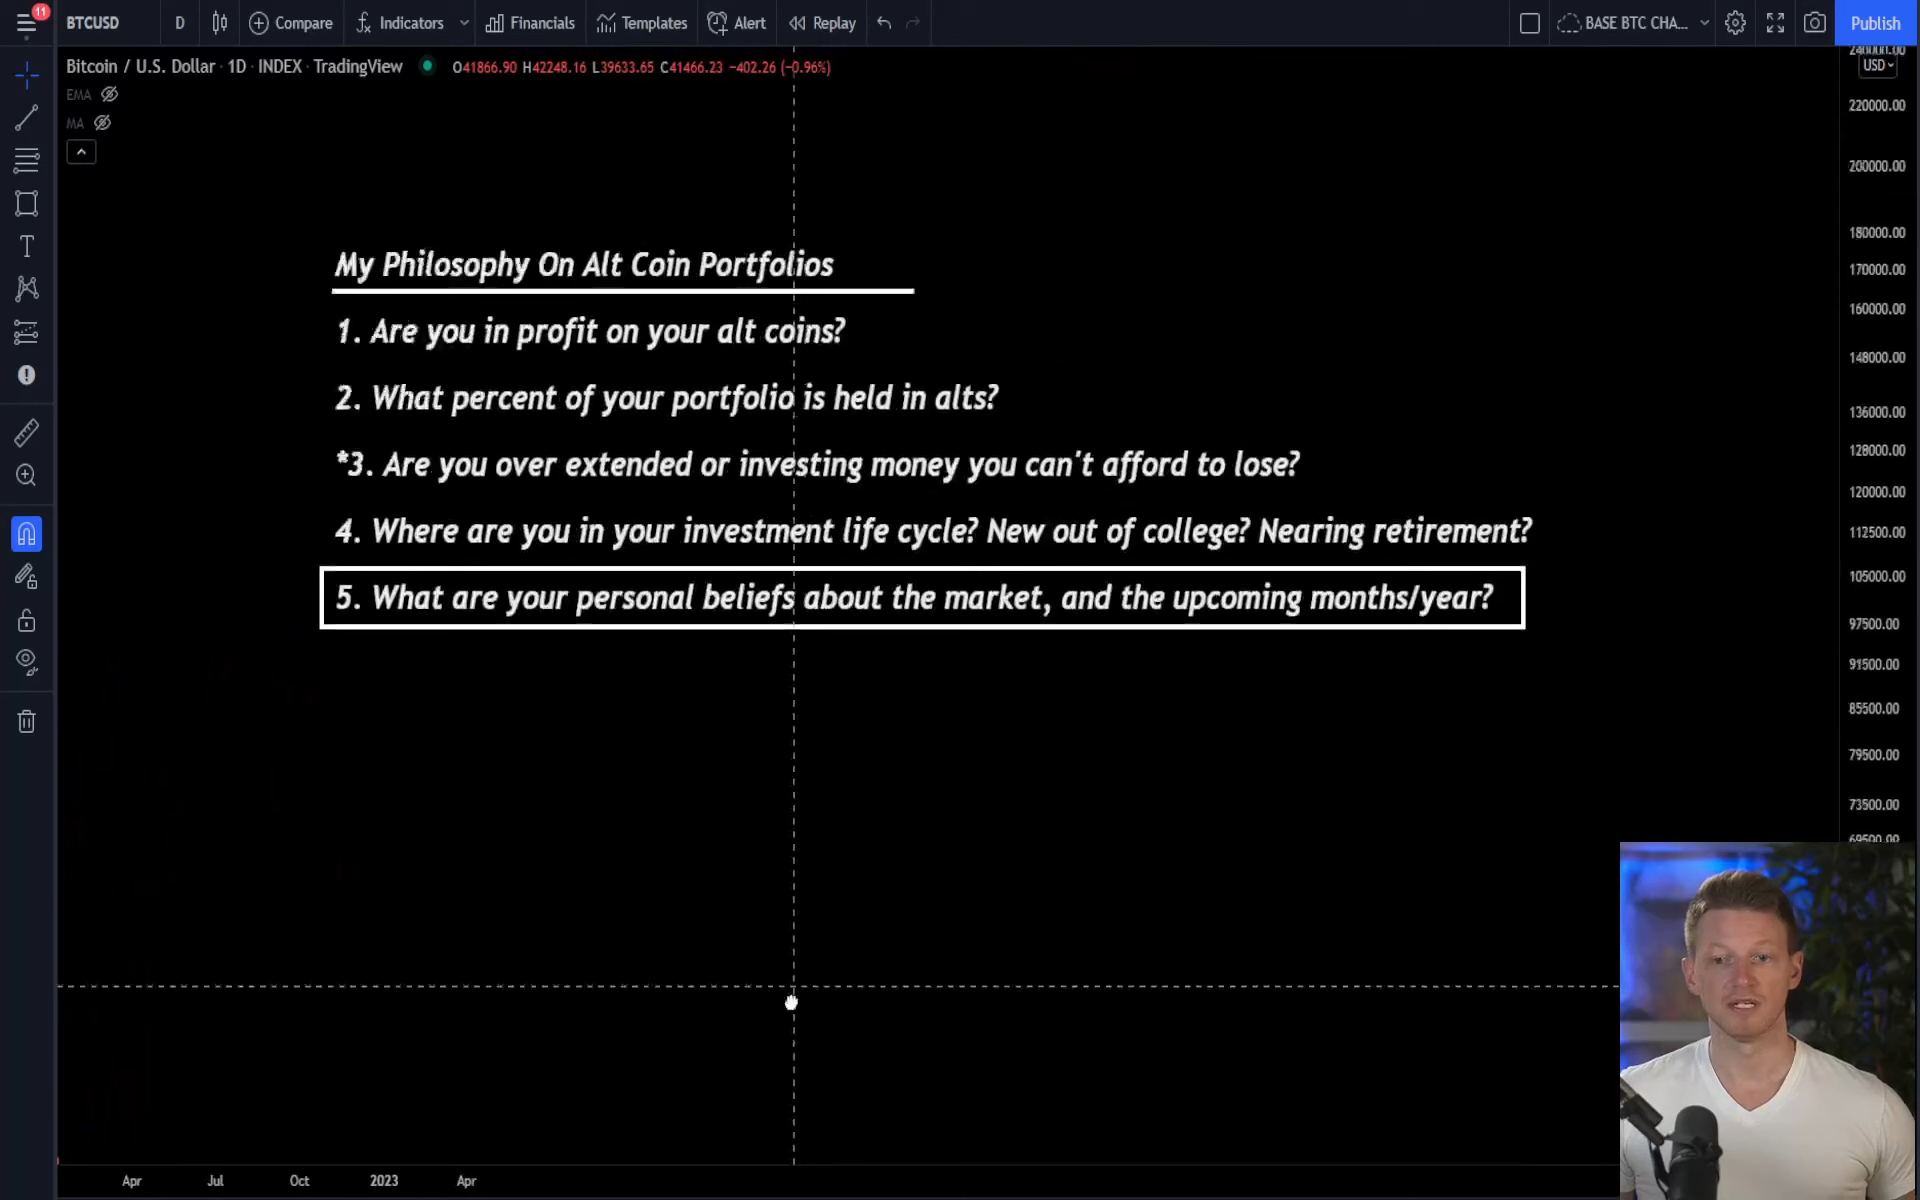 11
BTCUSD D Compare Indicators Financials Templates Alert Replay BASE BTC CHA... Publish
Bitcoin / U.S. Dollar · 1D · INDEX · TradingView O41866.90 H42248.16 L39633.65 C41466.23 −402.26 (−0.96%)
USD
EMA
MA
220000.00
200000.00
180000.00
170000.00
160000.00
148000.00
136000.00
128000.00
120000.00
112500.00
105000.00
97500.00
91500.00
85500.00
79500.00
73500.00
My Philosophy On Alt Coin Portfolios
1. Are you in profit on your alt coins?
2. What percent of your portfolio is held in alts?
*3. Are you over extended or investing money you can't afford to lose?
4. Where are you in your investment life cycle? New out of college? Nearing retirement?
5. What are your personal beliefs about the market, and the upcoming months/year?
Apr Jul Oct 2023 Apr